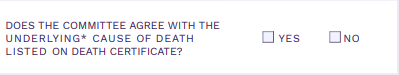 DOES THE COMMITTEE AGREE WITH THE
UNDERLYING* CAUSE OF DEATH
LISTED ON DEATH CERTIFICATE?
YES NO